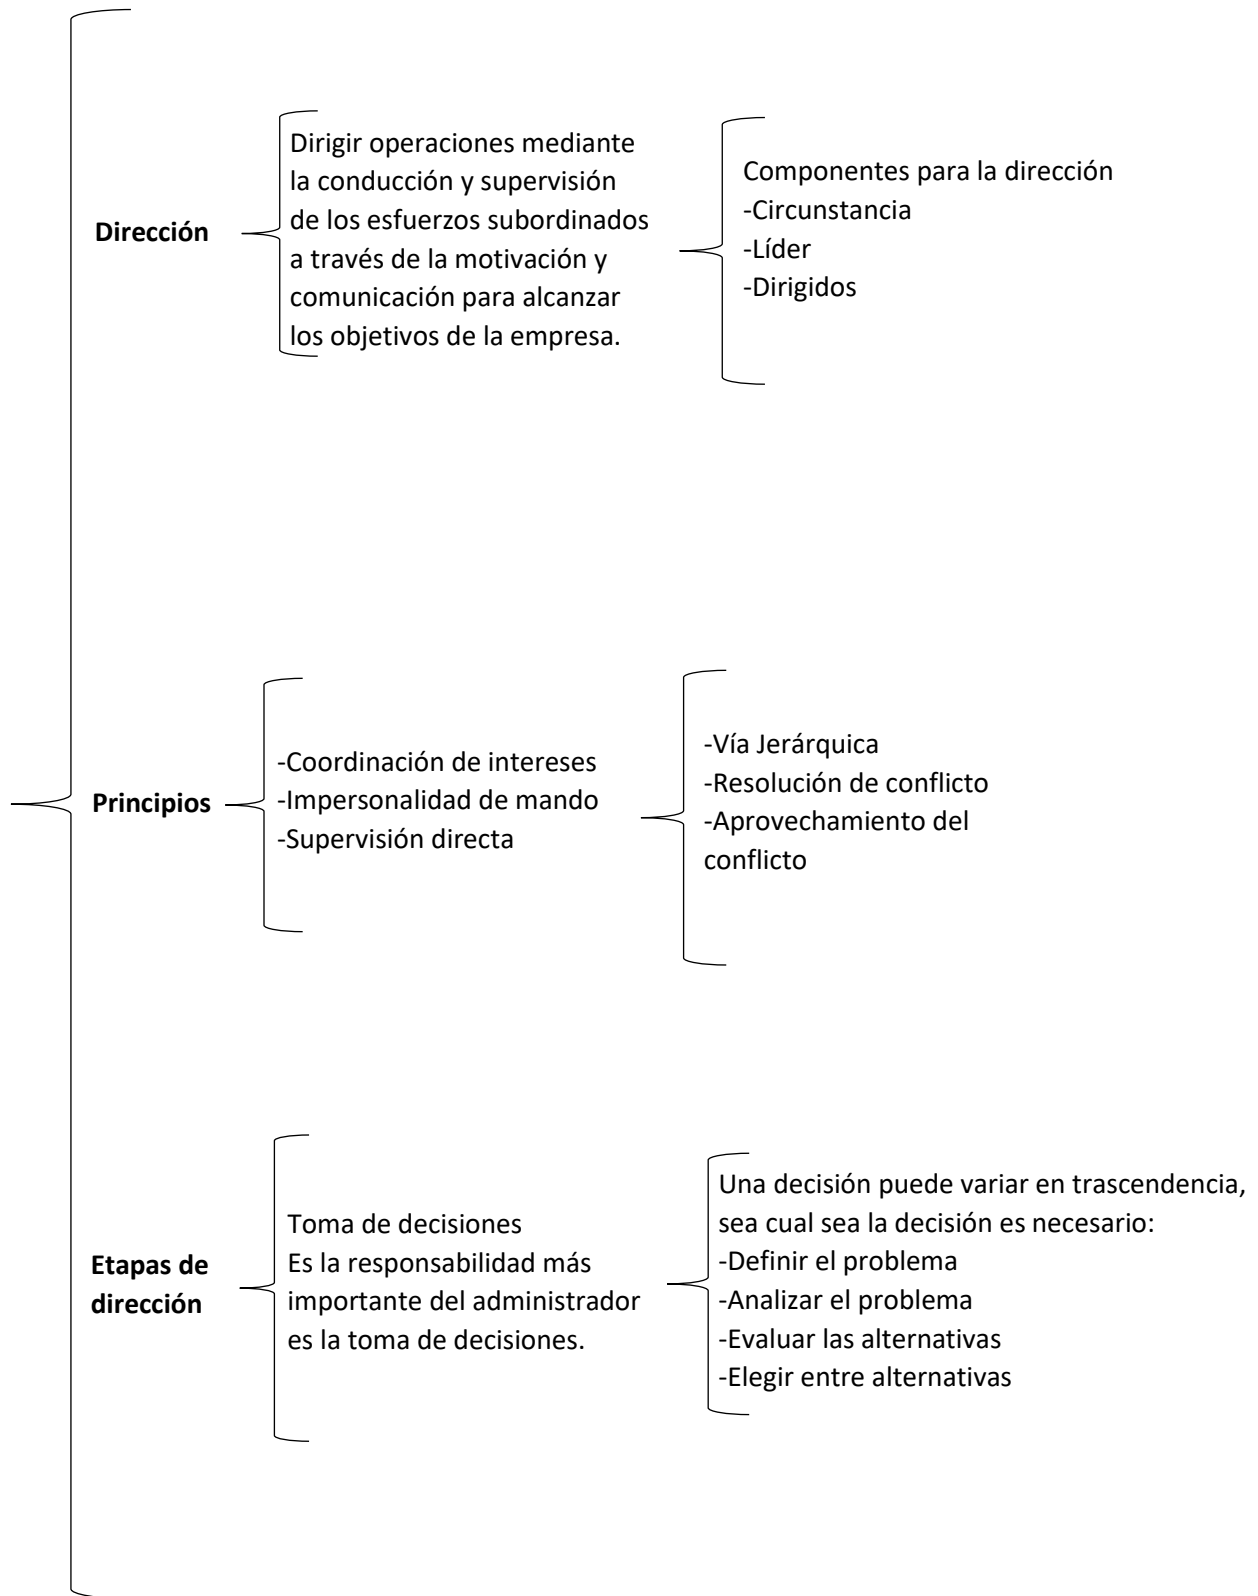 Dirección
Dirigir operaciones mediante
la conducción y supervisión
de los esfuerzos subordinados
a través de la motivación y
comunicación para alcanzar
los objetivos de la empresa.
Componentes para la dirección
-Circunstancia
-Líder
-Dirigidos
Principios
-Coordinación de intereses
-Impersonalidad de mando
-Supervisión directa
-Vía Jerárquica
-Resolución de conflicto
-Aprovechamiento del
conflicto
Etapas de
dirección
Toma de decisiones
Es la responsabilidad más
importante del administrador
es la toma de decisiones.
Una decisión puede variar en trascendencia,
sea cual sea la decisión es necesario:
-Definir el problema
-Analizar el problema
-Evaluar las alternativas
-Elegir entre alternativas